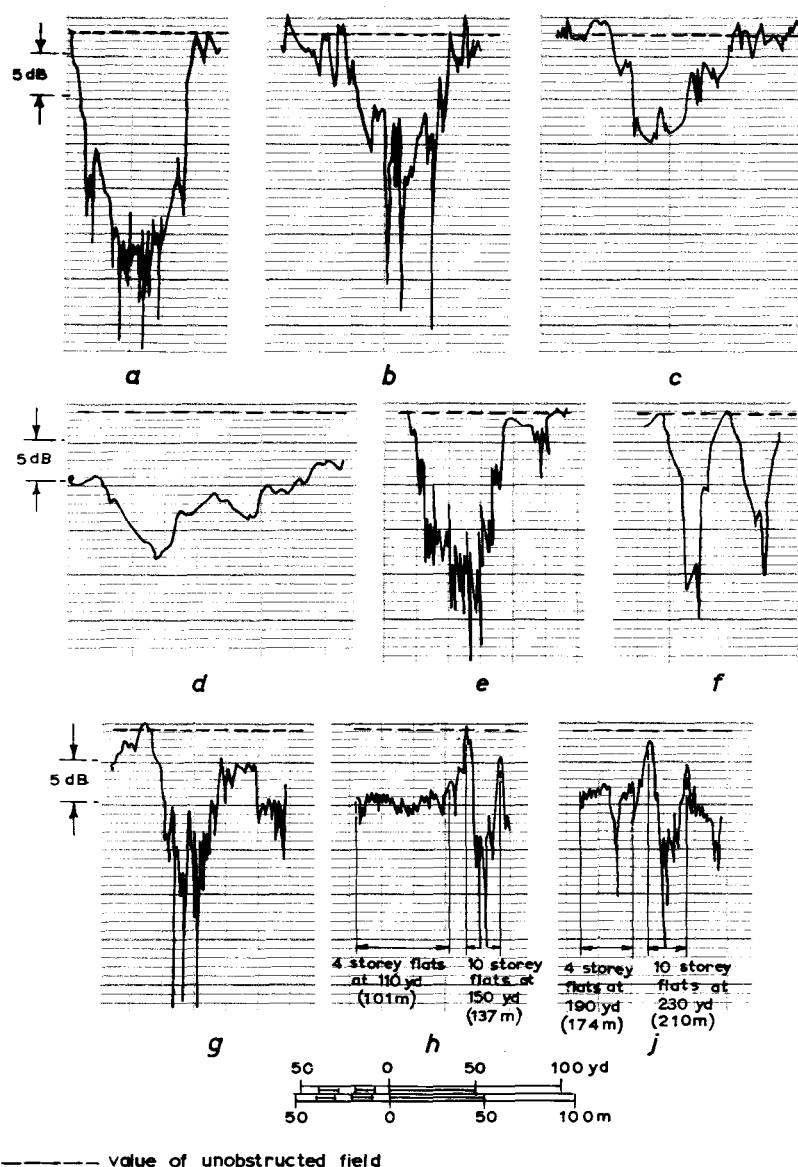 5 dB
a
b
c
5 dB
d
e
f
5 dB
4 storey flats
at 110 yd
(101m)
10 storey
flats at
150 yd
(137m)
4 storey
flats at
190 yd
(174m)
10 storey
flats at
230 yd
(210m)
g
h
j
50 0 50 100 yd
50 0 50 100 m
value of unobstructed field